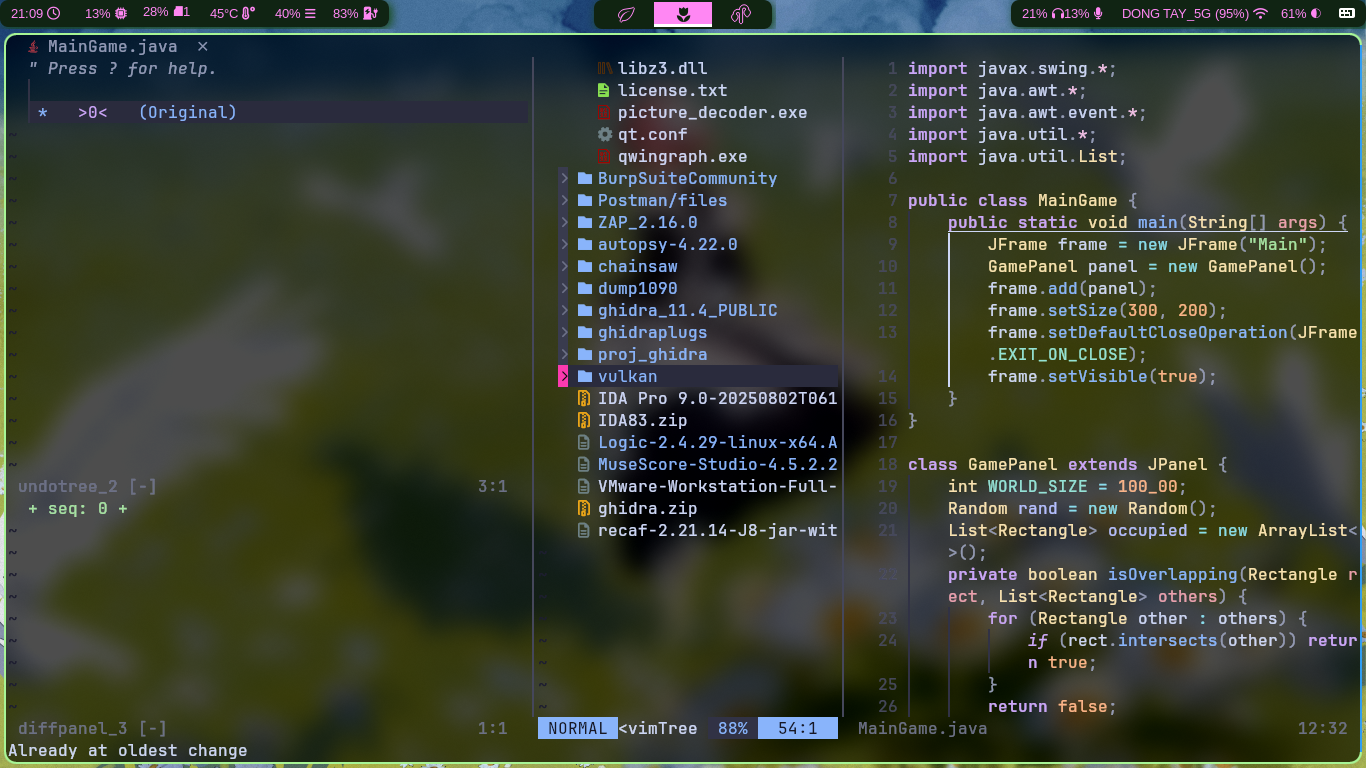 21:09 13% 28% 1 45°C 40% 83%
21% 13% DONG TAY_5G (95%) 61%
MainGame.java ×
" Press ? for help.
* >0< (Original)
undotree_2 [-] 3:1
+ seq: 0 +
diffpanel_3 [-] 1:1
Already at oldest change
libz3.dll
license.txt
picture_decoder.exe
qt.conf
qwingraph.exe
BurpSuiteCommunity
Postman/files
ZAP_2.16.0
autopsy-4.22.0
chainsaw
dump1090
ghidra_11.4_PUBLIC
ghidraplugs
proj_ghidra
vulkan
IDA Pro 9.0-20250802T061
IDA83.zip
Logic-2.4.29-linux-x64.A
MuseScore-Studio-4.5.2.2
VMware-Workstation-Full-
ghidra.zip
recaf-2.21.14-J8-jar-wit
NORMAL <vimTree 88% 54:1
1 import javax.swing.*;
2 import java.awt.*;
3 import java.awt.event.*;
4 import java.util.*;
5 import java.util.List;
6
7 public class MainGame {
8 public static void main(String[] args) {
9 JFrame frame = new JFrame("Main");
10 GamePanel panel = new GamePanel();
11 frame.add(panel);
12 frame.setSize(300, 200);
13 frame.setDefaultCloseOperation(JFrame
.EXIT_ON_CLOSE);
14 frame.setVisible(true);
15 }
16 }
17
18 class GamePanel extends JPanel {
19 int WORLD_SIZE = 100_00;
20 Random rand = new Random();
21 List<Rectangle> occupied = new ArrayList<
>();
22 private boolean isOverlapping(Rectangle r
ect, List<Rectangle> others) {
23 for (Rectangle other : others) {
24 if (rect.intersects(other)) retur
n true;
25 }
26 return false;
MainGame.java 12:32